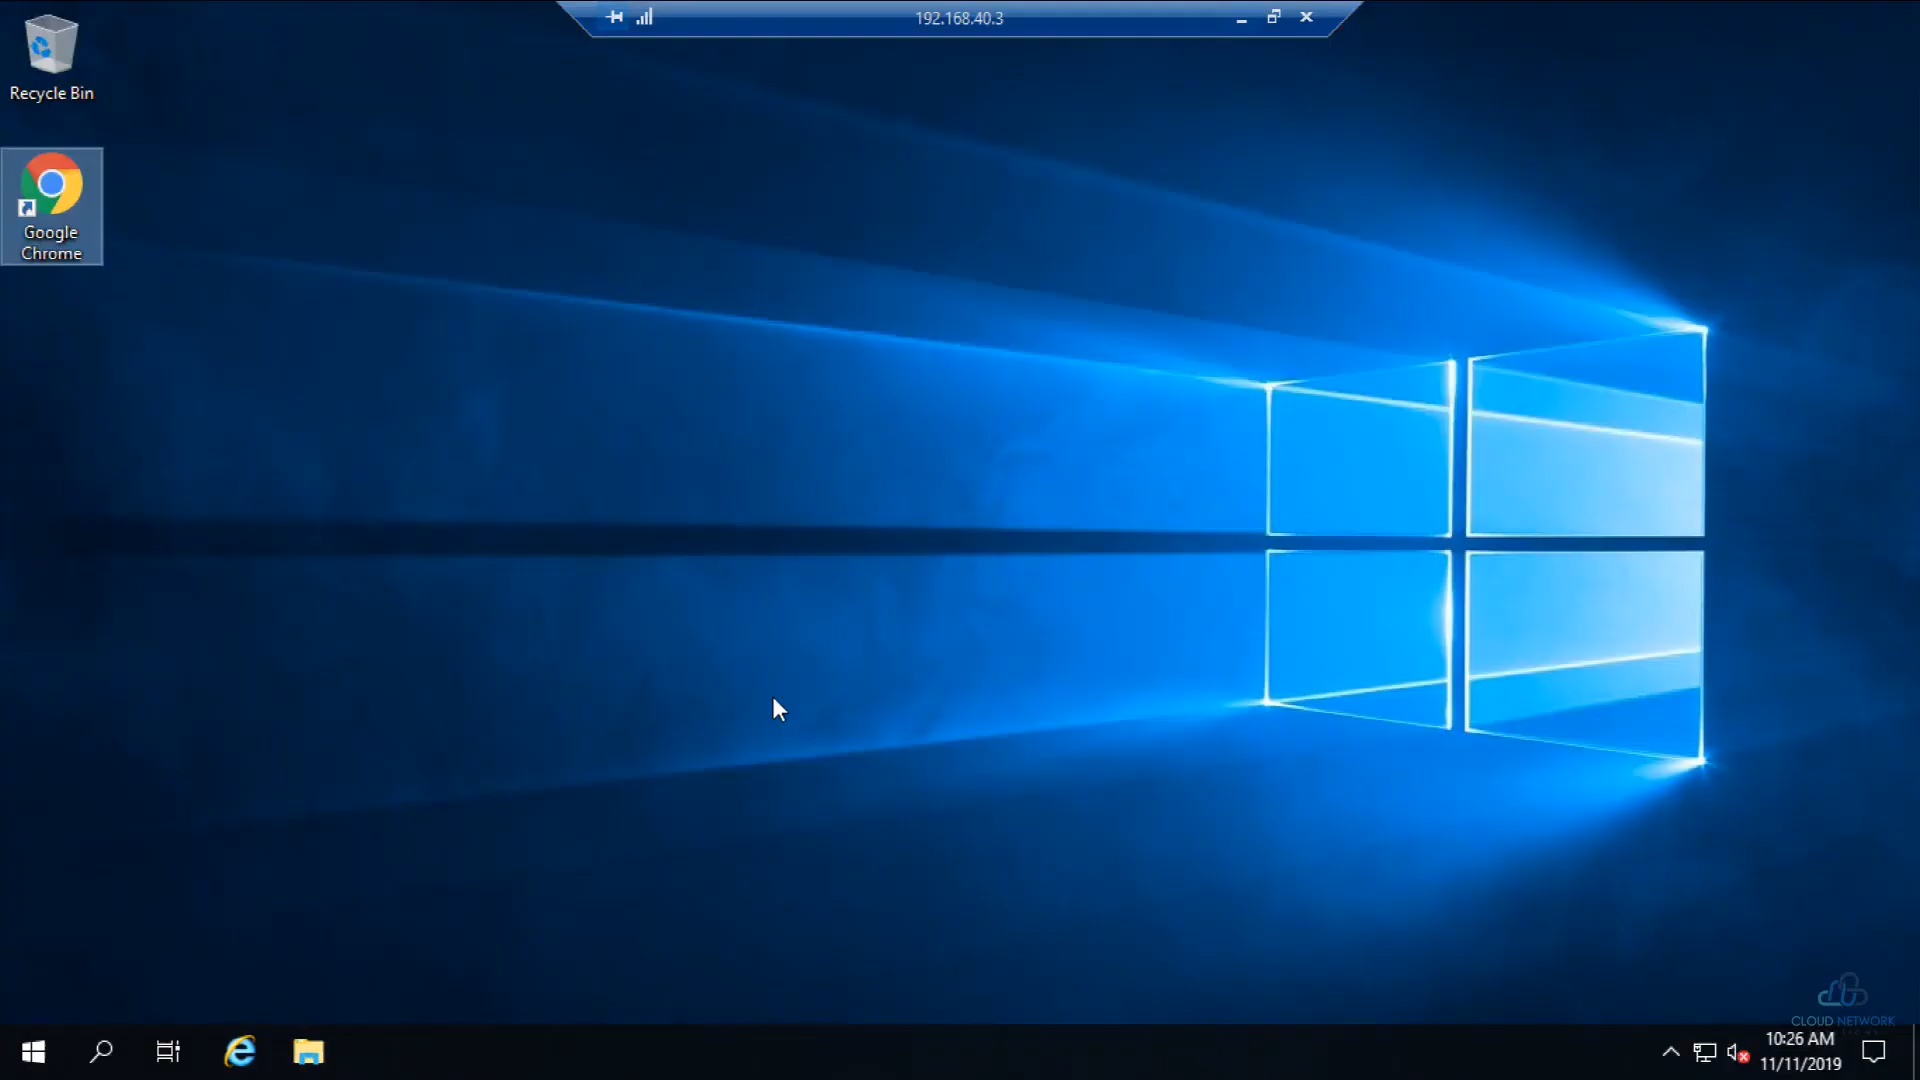 192.168.40.3
Recycle Bin
Google
Chrome
CLOUD NETWORK
10:26 AM
11/11/2019